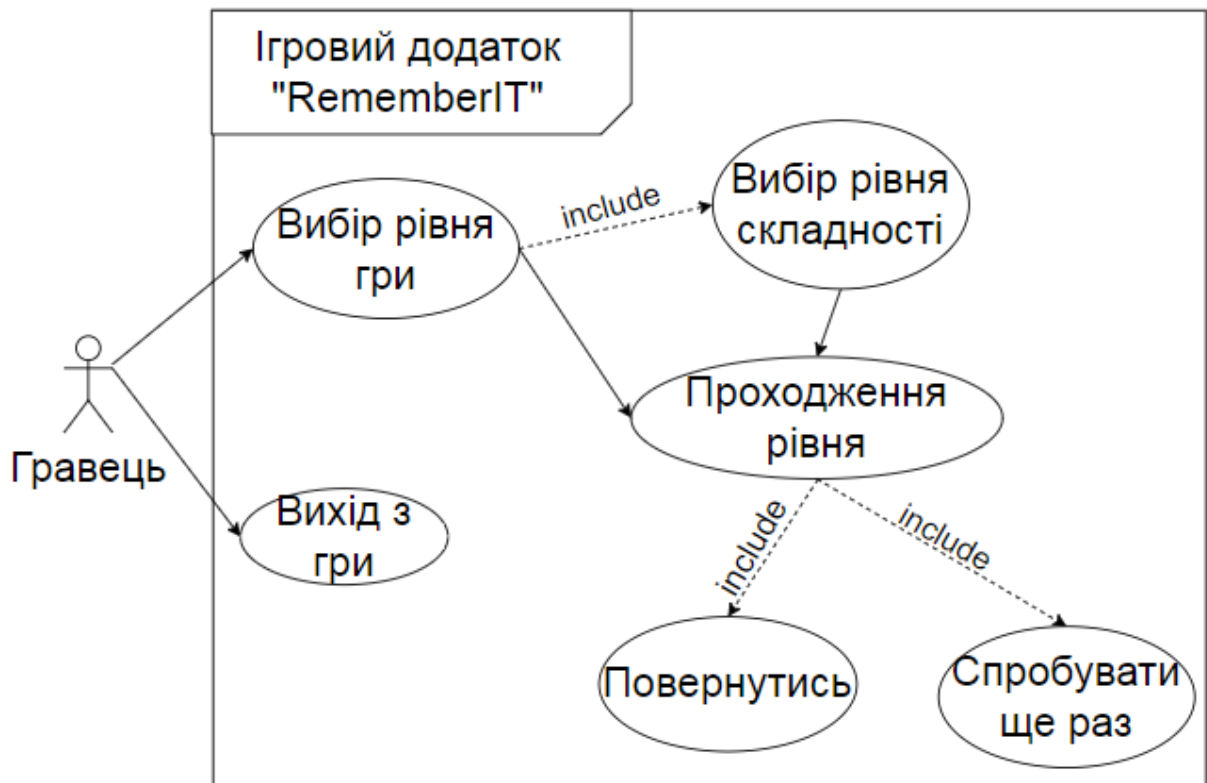 Ігровий додаток
"RememberIT"
Вибір рівня
гри
include
Вибір рівня
складності
Проходження
рівня
Гравець
Вихід з
гри
include
include
Повернутись
Спробувати
ще раз